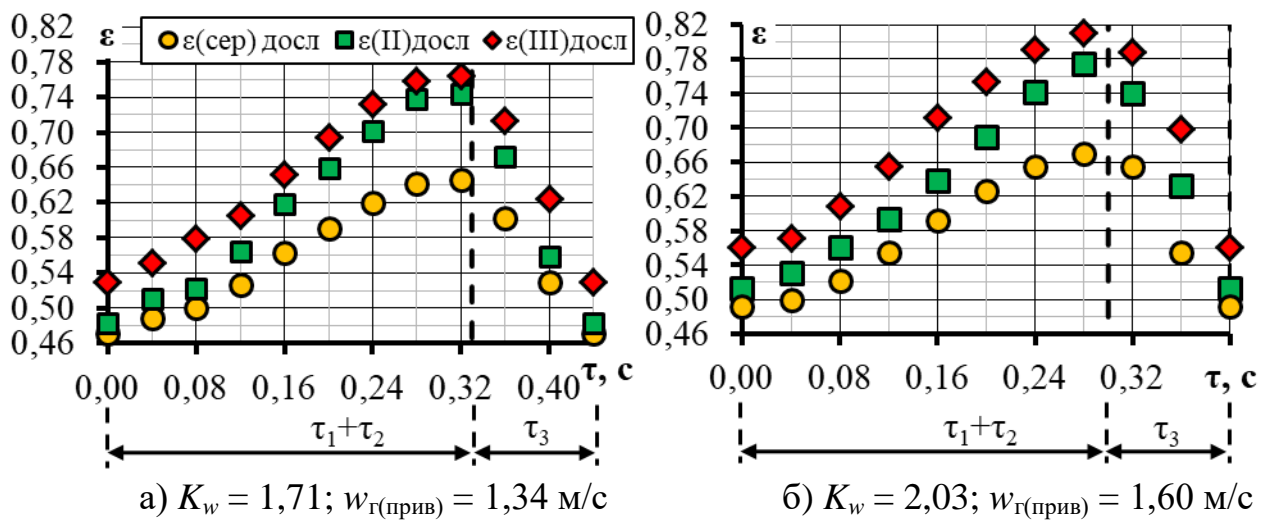 0,82
0,78
0,74
0,70
0,66
0,62
0,58
0,54
0,50
0,46
ε
ε(сер) досл ε(II)досл ε(III)досл
0,00 0,08 0,16 0,24 0,32 0,40 τ, с
τ₁+τ₂ τ₃
а) K_w = 1,71; w_г(прив) = 1,34 м/с
0,82
0,78
0,74
0,70
0,66
0,62
0,58
0,54
0,50
0,46
ε
0,00 0,08 0,16 0,24 0,32 τ, с
τ₁+τ₂ τ₃
б) K_w = 2,03; w_г(прив) = 1,60 м/с